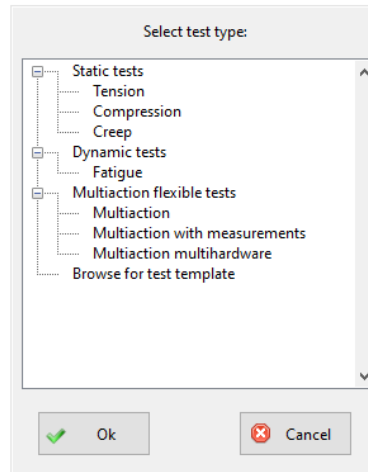 Select test type:
Static tests
Tension
Compression
Creep
Dynamic tests
Fatigue
Multiaction flexible tests
Multiaction
Multiaction with measurements
Multiaction multihardware
Browse for test template
Ok
Cancel